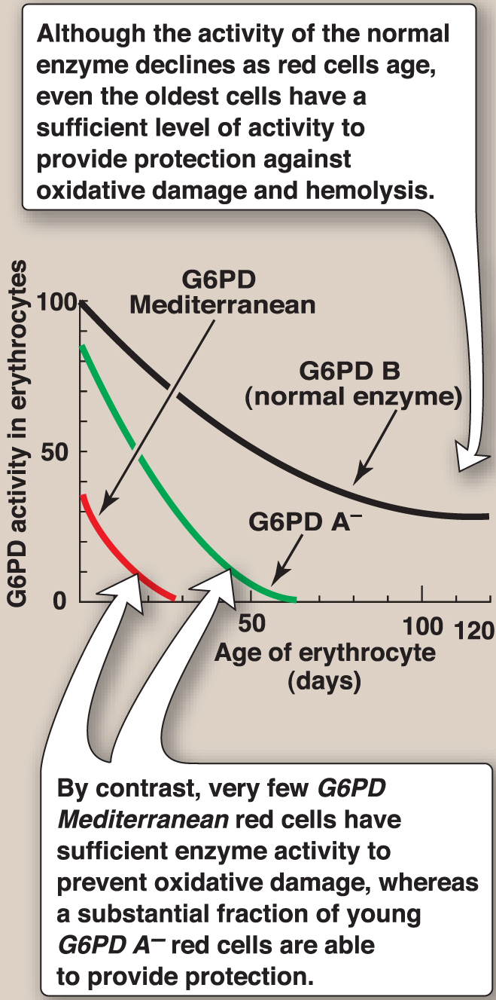 Although the activity of the normal
enzyme declines as red cells age,
even the oldest cells have a
sufficient level of activity to
provide protection against
oxidative damage and hemolysis.
G6PD activity in erythrocytes
100
50
0
G6PD
Mediterranean
G6PD B
(normal enzyme)
G6PD A–
50
100
120
Age of erythrocyte
(days)
By contrast, very few G6PD
Mediterranean red cells have
sufficient enzyme activity to
prevent oxidative damage, whereas
a substantial fraction of young
G6PD A– red cells are able
to provide protection.